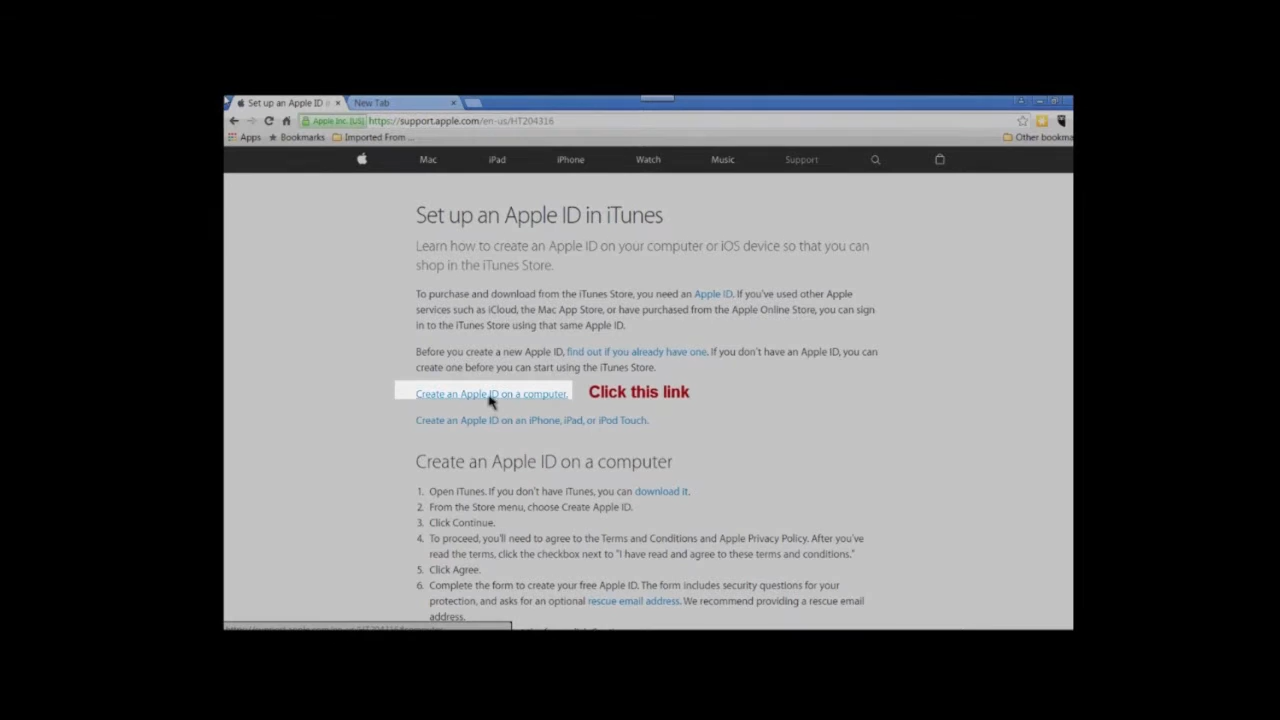 Set up an Apple ID i
New Tab
Apple Inc. [US] https://support.apple.com/en-us/HT204316
Apps Bookmarks Imported From ... Other bookma
Mac iPad iPhone Watch Music Support
Set up an Apple ID in iTunes
Learn how to create an Apple ID on your computer or iOS device so that you can
shop in the iTunes Store.
To purchase and download from the iTunes Store, you need an Apple ID. If you've used other Apple
services such as iCloud, the Mac App Store, or have purchased from the Apple Online Store, you can sign
in to the iTunes Store using that same Apple ID.
Before you create a new Apple ID, find out if you already have one. If you don't have an Apple ID, you can
create one before you can start using the iTunes Store.
Create an Apple ID on a computer.
Click this link
Create an Apple ID on an iPhone, iPad, or iPod Touch.
Create an Apple ID on a computer
1. Open iTunes. If you don't have iTunes, you can download it.
2. From the Store menu, choose Create Apple ID.
3. Click Continue.
4. To proceed, you'll need to agree to the Terms and Conditions and Apple Privacy Policy. After you've
read the terms, click the checkbox next to "I have read and agree to these terms and conditions."
5. Click Agree.
6. Complete the form to create your free Apple ID. The form includes security questions for your
protection, and asks for an optional rescue email address. We recommend providing a rescue email
address.